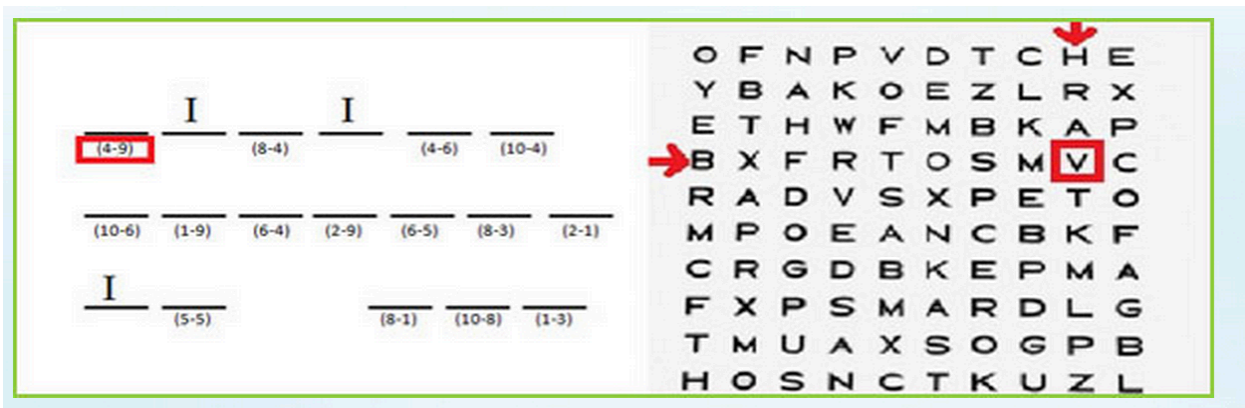 I I
(4-9) (8-4) (4-6) (10-4)
(10-6) (1-9) (6-4) (2-9) (6-5) (8-3) (2-1)
I
(5-5) (8-1) (10-8) (1-3)
O F N P V D T C H E
Y B A K O E Z L R X
E T H W F M B K A P
B X F R T O S M V C
R A D V S X P E T O
M P O E A N C B K F
C R G D B K E P M A
F X P S M A R D L G
T M U A X S O G P B
H O S N C T K U Z L